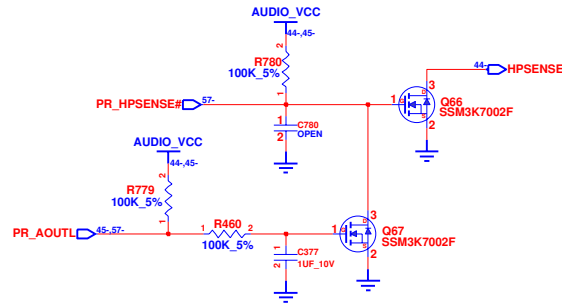 AUDIO_VCC
44-,45-
2
R780
100K_5%
1
44-
HPSENSE
3
D
PR_HPSENSE#
57-
1
G
S
Q66
SSM3K7002F
2
1
2
C780
OPEN
AUDIO_VCC
44-,45-
2
R779
100K_5%
1
PR_AOUTL
45-,57-
1
R460
2
100K_5%
3
D
1
G
S
Q67
SSM3K7002F
2
1
2
C377
1UF_10V